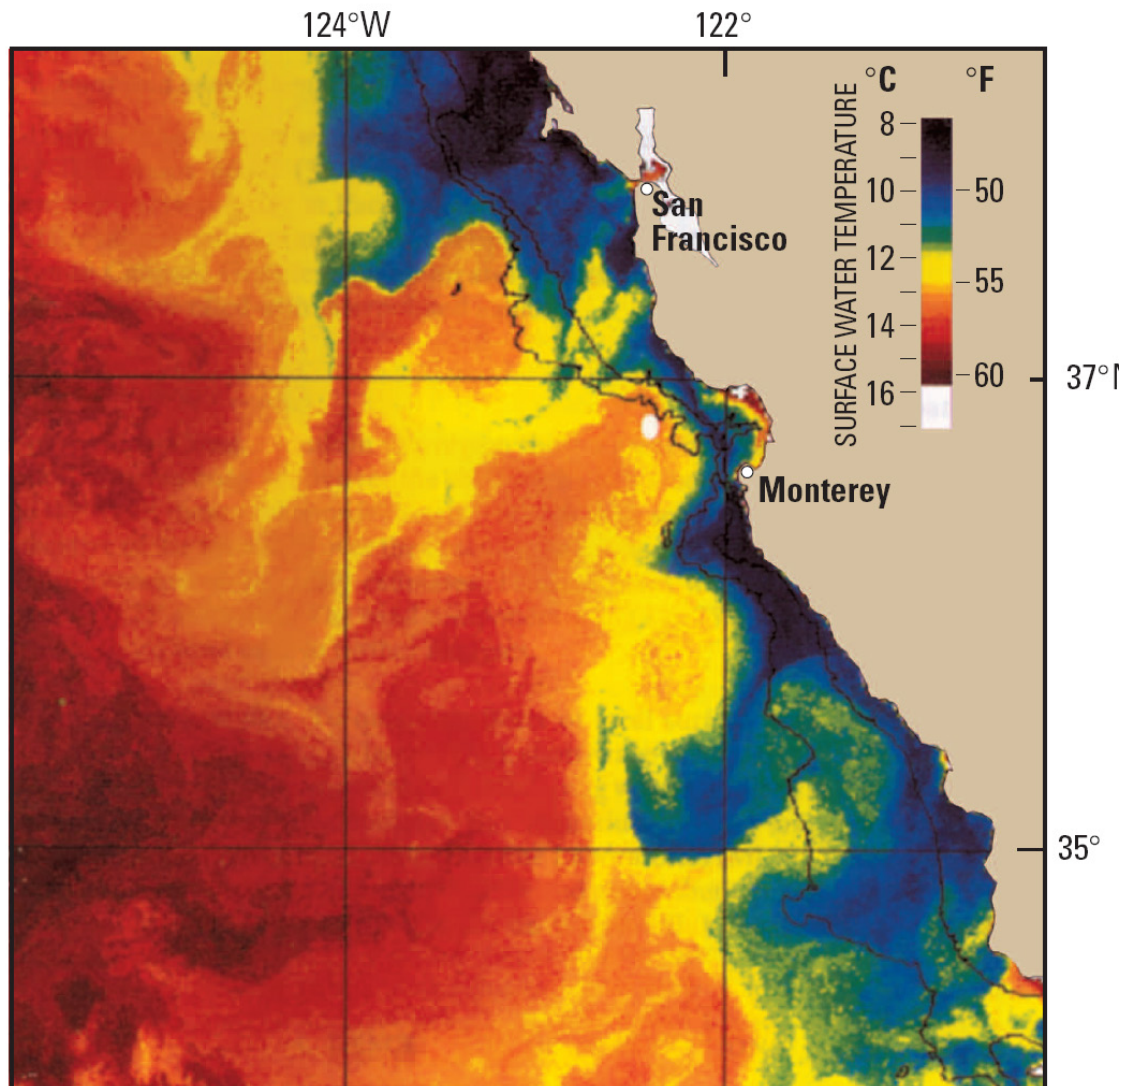 124°W
122°
°C
°F
SURFACE WATER TEMPERATURE
8
10
50
12
55
14
60
16
San
Francisco
37°N
Monterey
35°